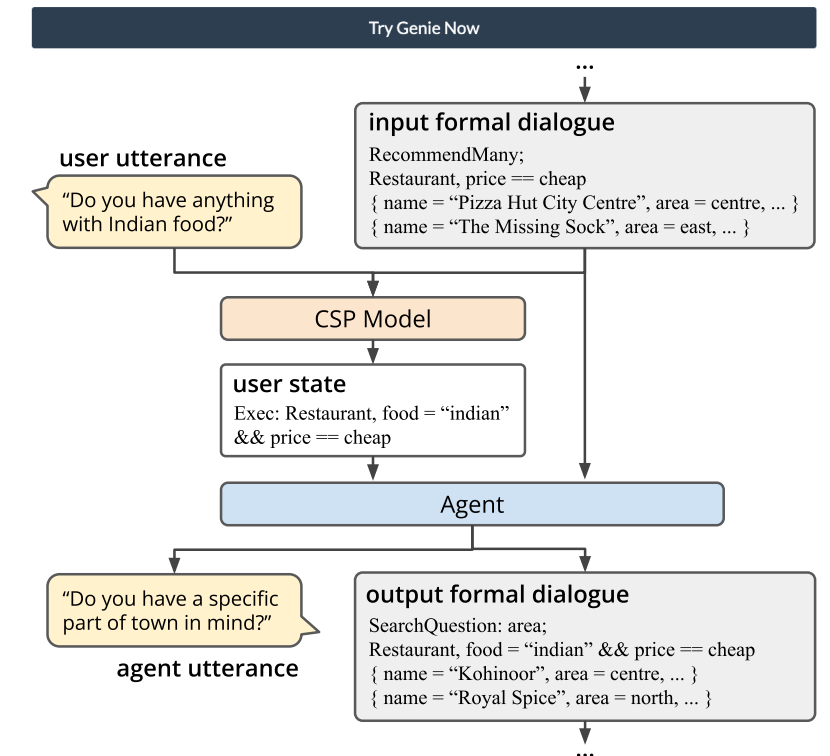 Try Genie Now
...
input formal dialogue
RecommendMany;
Restaurant, price == cheap
{ name = “Pizza Hut City Centre”, area = centre, ... }
{ name = “The Missing Sock”, area = east, ... }
user utterance
“Do you have anything
with Indian food?”
CSP Model
user state
Exec: Restaurant, food = “indian”
&& price == cheap
Agent
“Do you have a specific
part of town in mind?”
agent utterance
output formal dialogue
SearchQuestion: area;
Restaurant, food = “indian” && price == cheap
{ name = “Kohinoor”, area = centre, ... }
{ name = “Royal Spice”, area = north, ... }
...